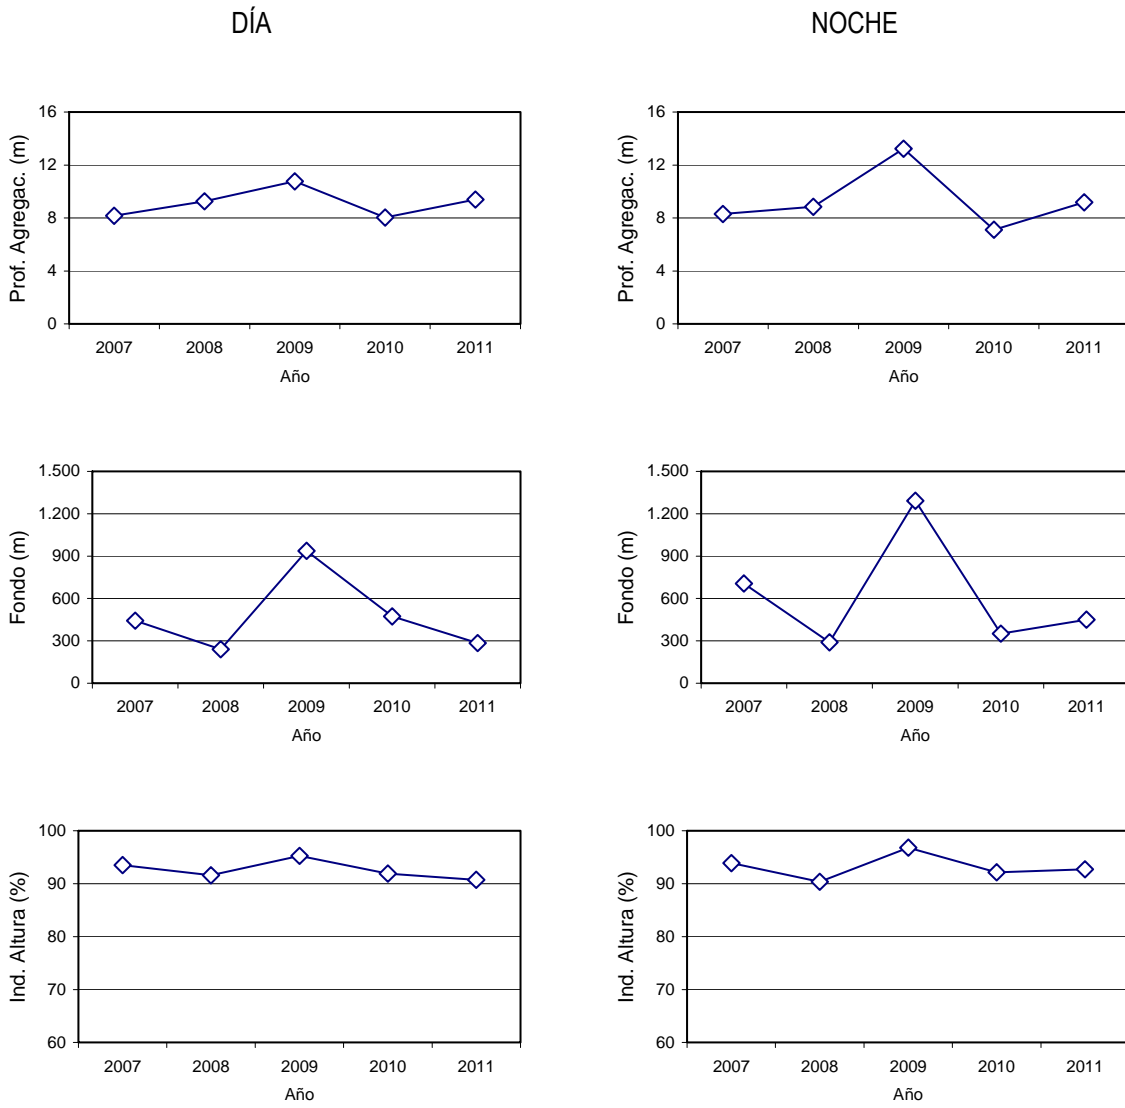 DÍA
NOCHE
Prof. Agregac. (m)
16
12
8
4
0
2007 2008 2009 2010 2011
Año
Prof. Agregac. (m)
16
12
8
4
0
2007 2008 2009 2010 2011
Año
Fondo (m)
1.500
1.200
900
600
300
0
2007 2008 2009 2010 2011
Año
Fondo (m)
1.500
1.200
900
600
300
0
2007 2008 2009 2010 2011
Año
Ind. Altura (%)
100
90
80
70
60
2007 2008 2009 2010 2011
Año
Ind. Altura (%)
100
90
80
70
60
2007 2008 2009 2010 2011
Año